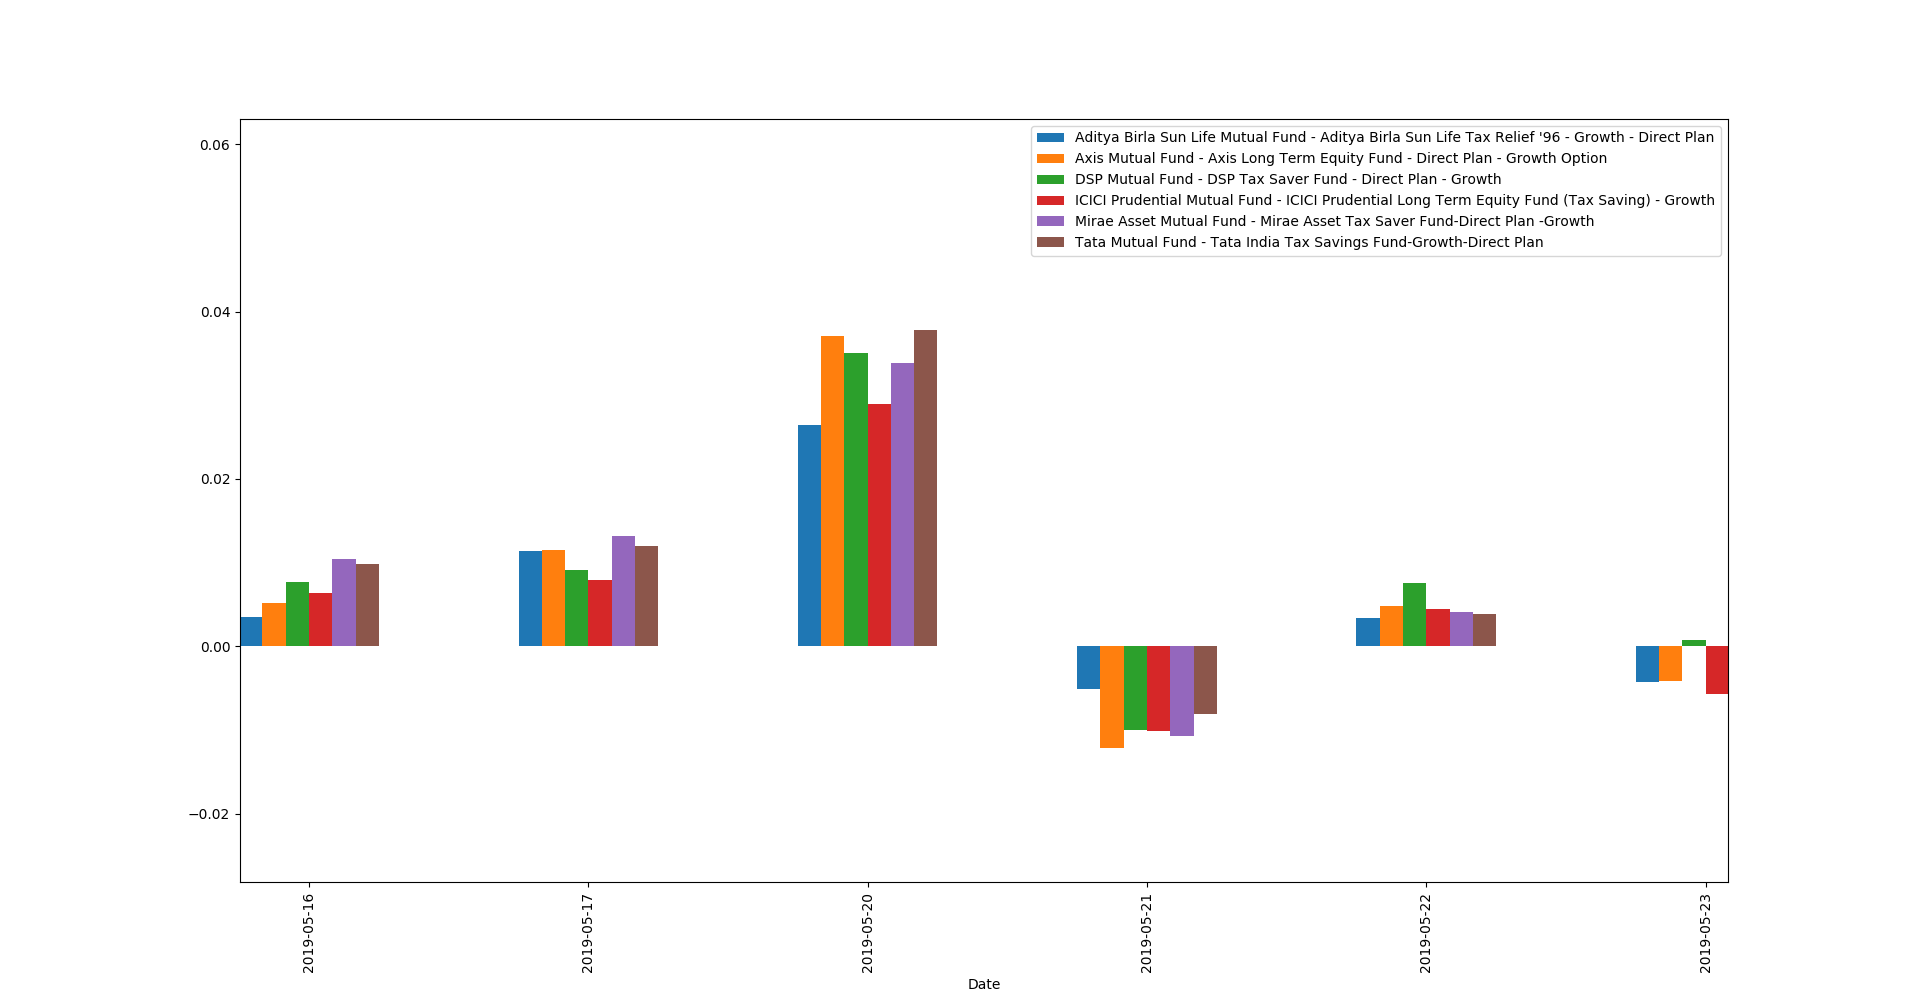 0.06
0.04
0.02
0.00
−0.02
Aditya Birla Sun Life Mutual Fund - Aditya Birla Sun Life Tax Relief '96 - Growth - Direct Plan
Axis Mutual Fund - Axis Long Term Equity Fund - Direct Plan - Growth Option
DSP Mutual Fund - DSP Tax Saver Fund - Direct Plan - Growth
ICICI Prudential Mutual Fund - ICICI Prudential Long Term Equity Fund (Tax Saving) - Growth
Mirae Asset Mutual Fund - Mirae Asset Tax Saver Fund-Direct Plan -Growth
Tata Mutual Fund - Tata India Tax Savings Fund-Growth-Direct Plan
2019-05-16
2019-05-17
2019-05-20
2019-05-21
2019-05-22
2019-05-23
Date